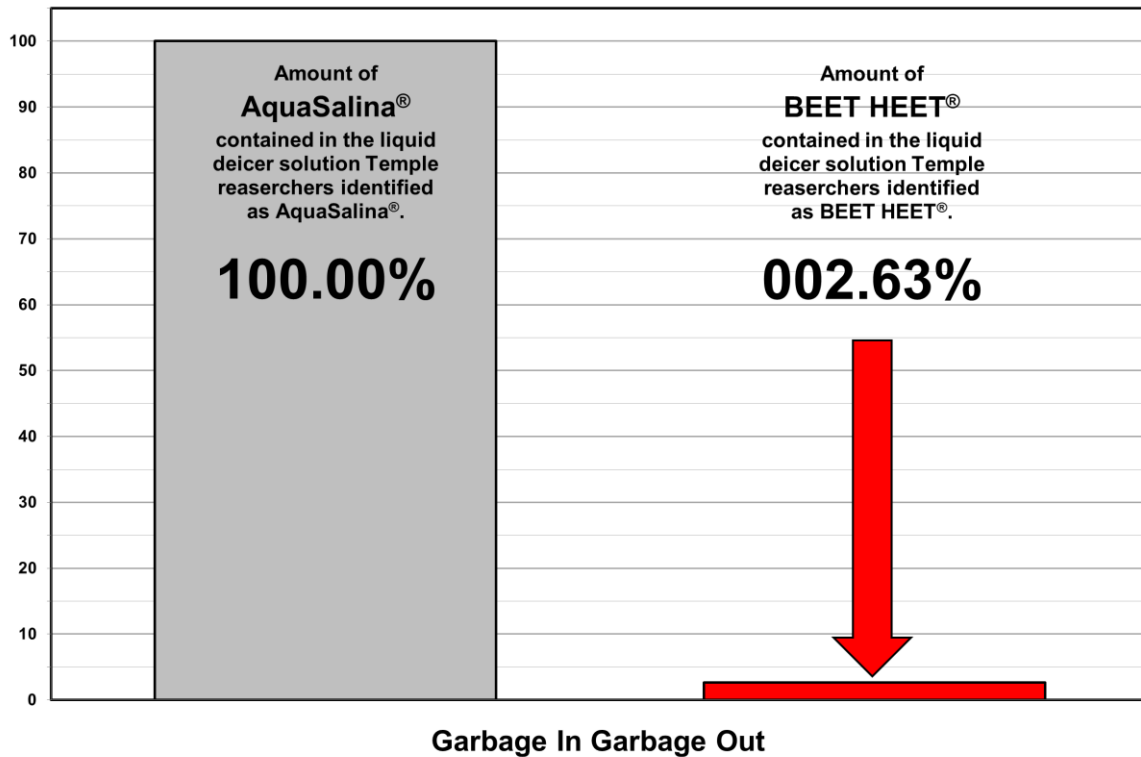 100
90
80
70
60
50
40
30
20
10
0
Amount of
AquaSalina®
contained in the liquid
deicer solution Temple
reaserchers identified
as AquaSalina®.
100.00%
Amount of
BEET HEET®
contained in the liquid
deicer solution Temple
reaserchers identified
as BEET HEET®.
002.63%
Garbage In Garbage Out